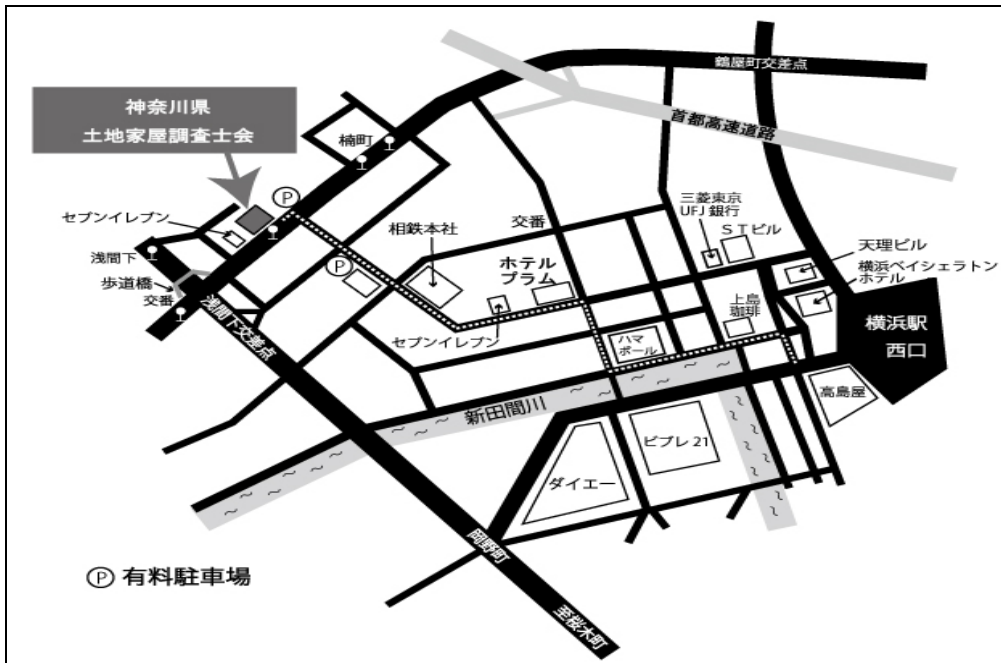 鶴屋町交差点
首都高速道路
神奈川県
土地家屋調査士会
楠町
P
セブンイレブン
浅間下
歩道橋
交番
浅間下交差点
P
相鉄本社
交番
ホテル
プラム
セブンイレブン
三菱東京
UFJ 銀行
STビル
天理ビル
横浜ベイシェラトン
ホテル
上島
珈琲
ハマ
ボール
横浜駅
西口
高島屋
新田間川
ビブレ 21
ダイエー
岡野町
至桜木町
P 有料駐車場